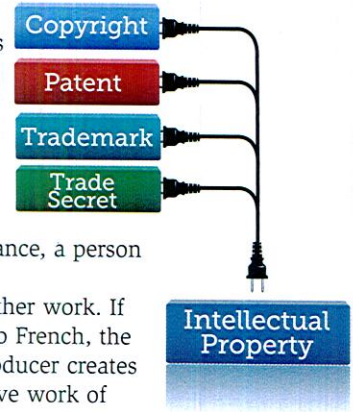 Copyright
s
Patent
Trademark
Trade
Secret
ance, a person
ther work. If
o French, the
oducer creates
ve work of
Intellectual
Property